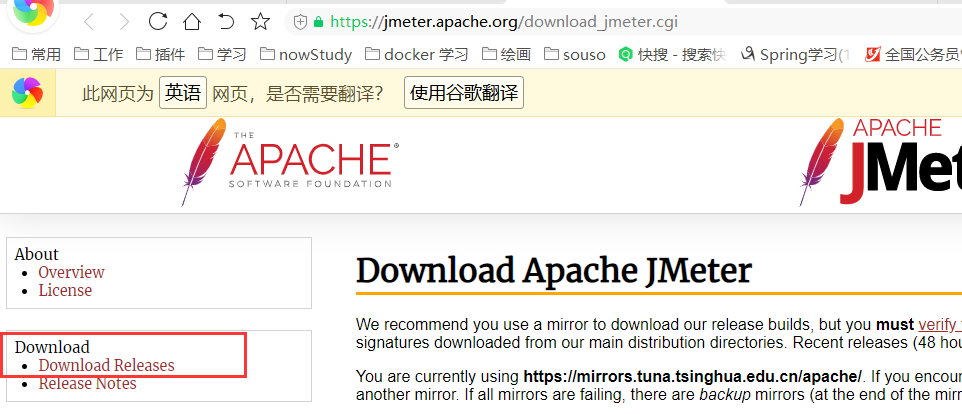 https://jmeter.apache.org/download_jmeter.cgi
常用 工作 插件 学习 nowStudy docker 学习 绘画 souso 快搜 - 搜索快 Spring学习(1 全国公务员
此网页为 英语 网页，是否需要翻译？ 使用谷歌翻译
THE
APACHE®
SOFTWARE FOUNDATION
APACHE
JMet
About
Overview
License
Download
Download Releases
Release Notes
Download Apache JMeter
We recommend you use a mirror to download our release builds, but you must verify
signatures downloaded from our main distribution directories. Recent releases (48 hou
You are currently using https://mirrors.tuna.tsinghua.edu.cn/apache/. If you encoun
another mirror. If all mirrors are failing, there are backup mirrors (at the end of the mirr